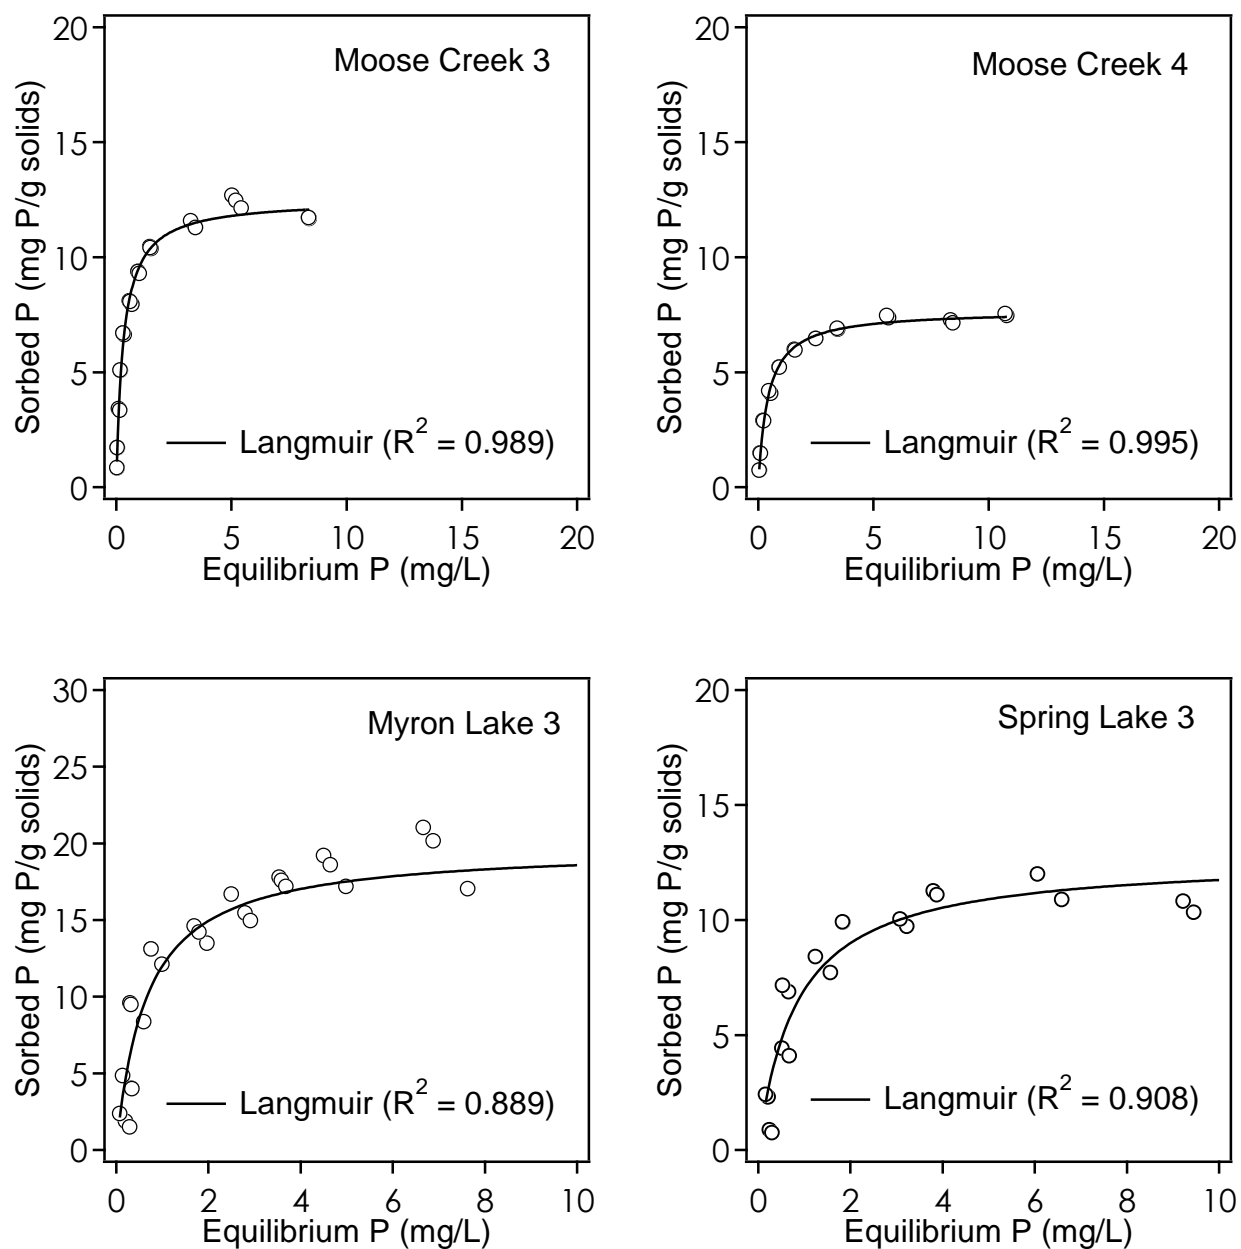 20
Moose Creek 3
15
10
5
0
Sorbed P (mg P/g solids)
Langmuir (R² = 0.989)
0 5 10 15 20
Equilibrium P (mg/L)
20
Moose Creek 4
15
10
5
0
Sorbed P (mg P/g solids)
Langmuir (R² = 0.995)
0 5 10 15 20
Equilibrium P (mg/L)
30
Myron Lake 3
25
20
15
10
5
0
Sorbed P (mg P/g solids)
Langmuir (R² = 0.889)
0 2 4 6 8 10
Equilibrium P (mg/L)
20
Spring Lake 3
15
10
5
0
Sorbed P (mg P/g solids)
Langmuir (R² = 0.908)
0 2 4 6 8 10
Equilibrium P (mg/L)